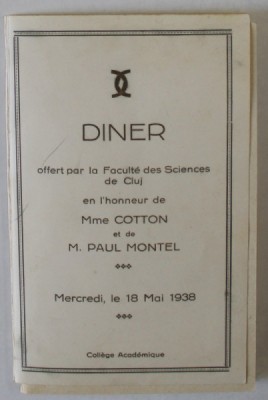 DINER
offert par la Faculté des Sciences
de Cluj
en l'honneur de
Mme COTTON
et de
M. PAUL MONTEL
Mercredi, le 18 Mai 1938
Collège Académique